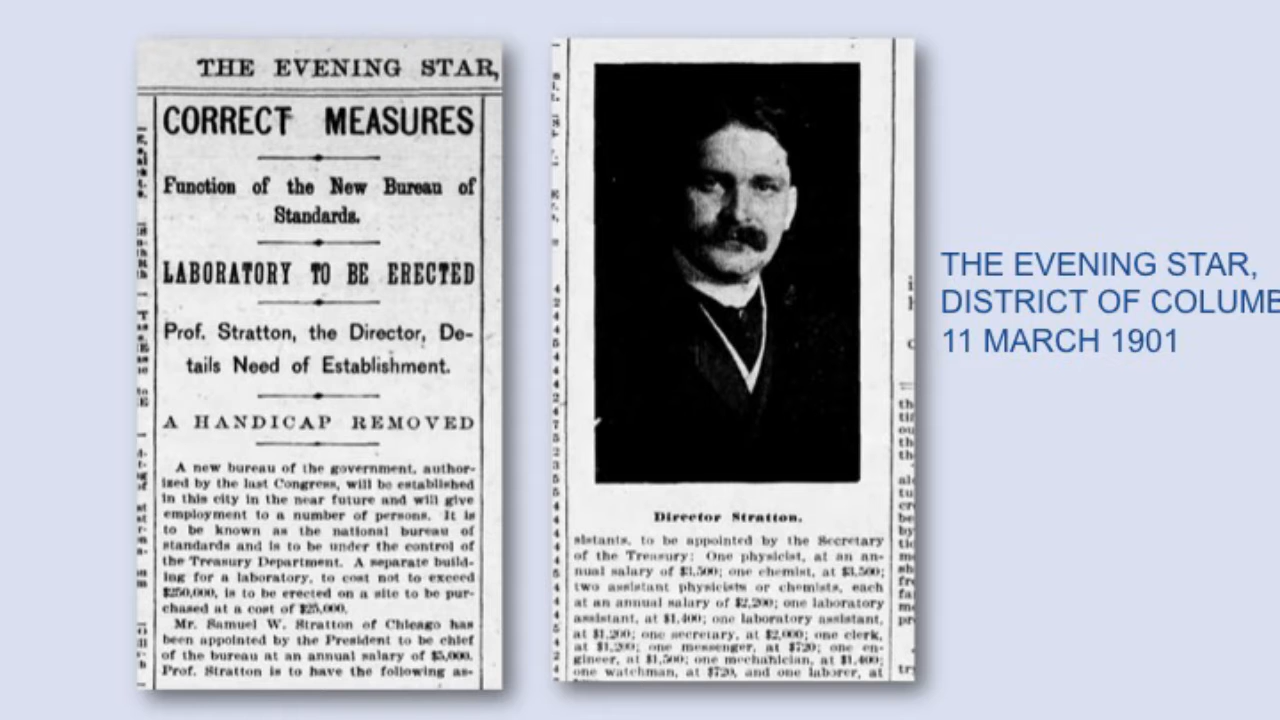 THE EVENING STAR,
CORRECT MEASURES
Function of the New Bureau of
Standards.
LABORATORY TO BE ERECTED
Prof. Stratton, the Director, De-
tails Need of Establishment.
A HANDICAP REMOVED
A new bureau of the government, author-
ized by the last Congress, will be established
in this city in the near future and will give
employment to a number of persons. It is
to be known as the national bureau of
standards and is to be under the control of
the Treasury Department. A separate build-
ing for a laboratory, to cost not to exceed
$250,000, is to be erected on a site to be pur-
chased at a cost of $25,000.
Mr. Samuel W. Stratton of Chicago has
been appointed by the President to be chief
of the bureau at an annual salary of $5,000.
Prof. Stratton is to have the following as-
Director Stratton.
sistants, to be appointed by the Secretary
of the Treasury: One physicist, at an an-
nual salary of $3,500; one chemist, at $3,500;
two assistant physicists or chemists, each
at an annual salary of $2,200; one laboratory
assistant, at $1,400; one laboratory assistant,
at $1,200; one secretary, at $2,000; one clerk,
at $1,200; one messenger, at $720; one en-
gineer, at $1,500; one mechanician, at $1,400;
one watchman, at $720, and one laborer, at
THE EVENING STAR,
DISTRICT OF COLUMB
11 MARCH 1901